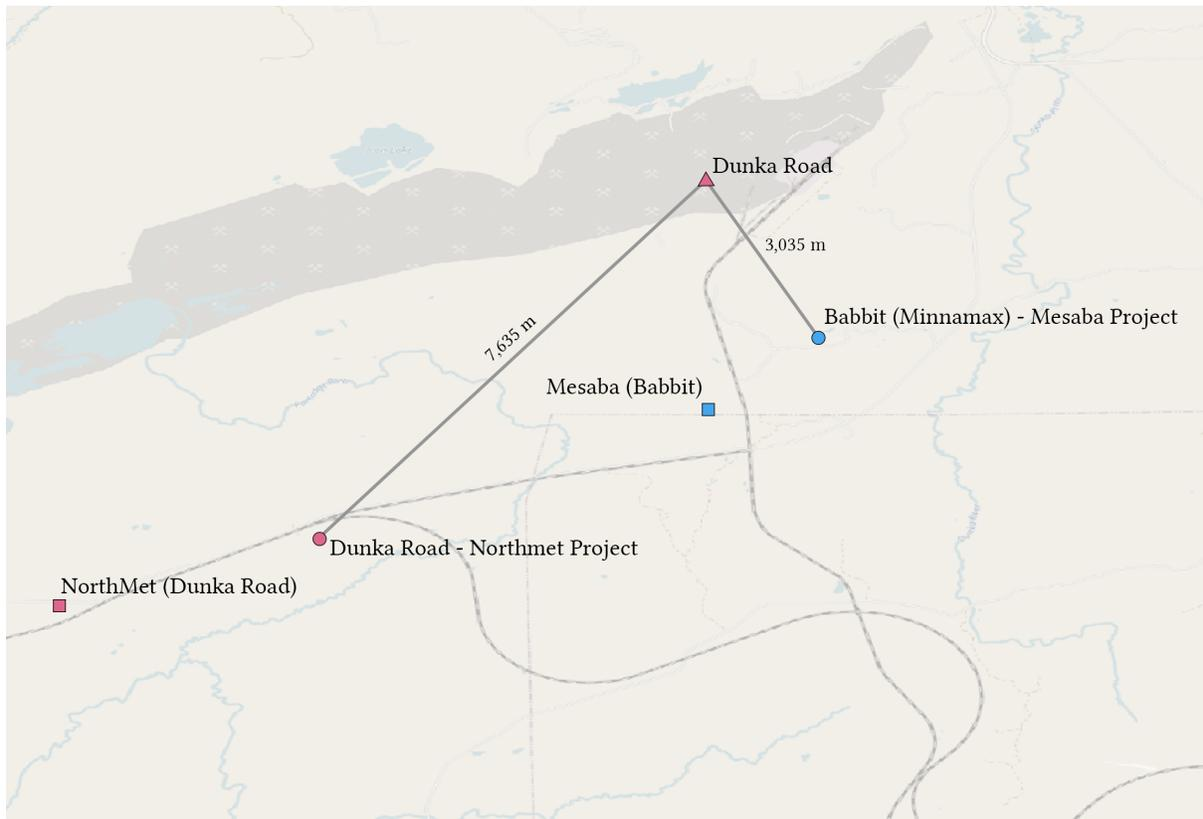 Dunka Road
3,035 m
Babbit (Minnamax) - Mesaba Project
7,635 m
Mesaba (Babbit)
Dunka Road - Northmet Project
NorthMet (Dunka Road)